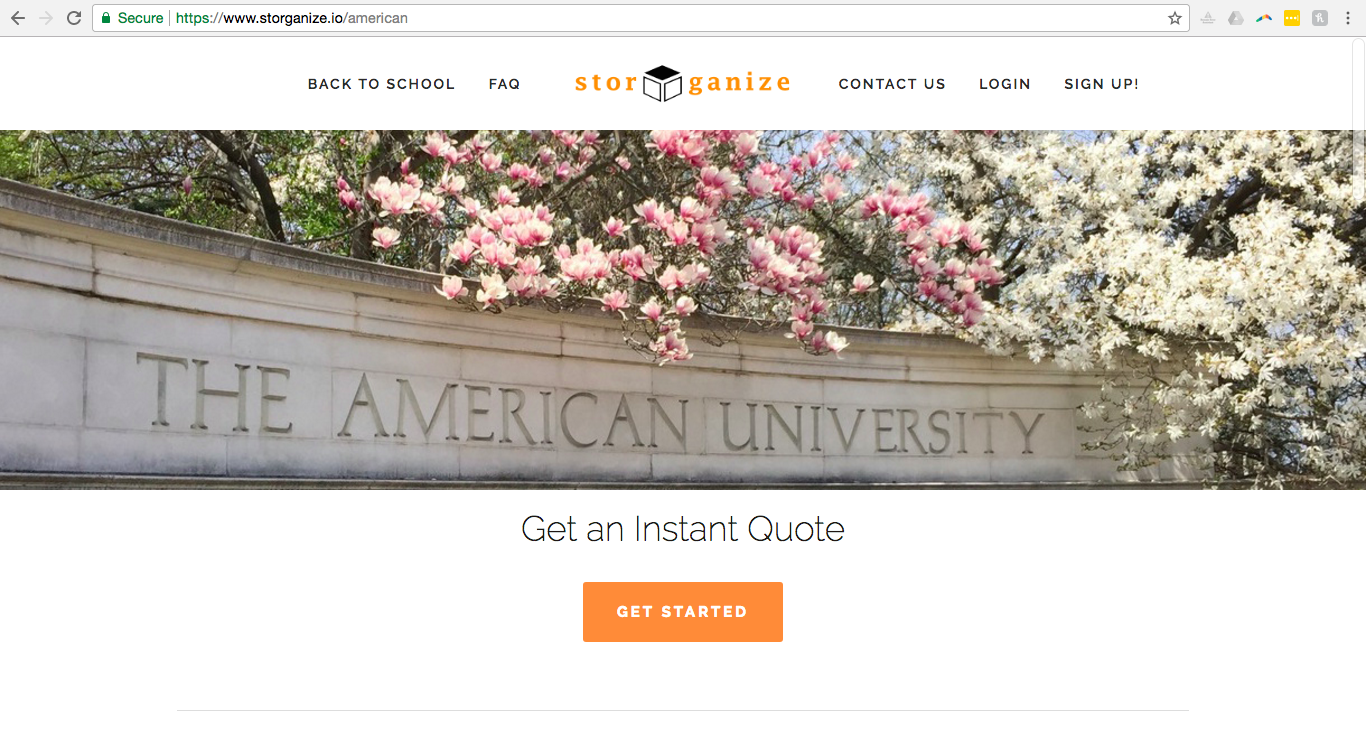 Secure https://www.storganize.io/american
BACK TO SCHOOL FAQ storganize CONTACT US LOGIN SIGN UP!
THE AMERICAN UNIVERSITY
Get an Instant Quote
GET STARTED